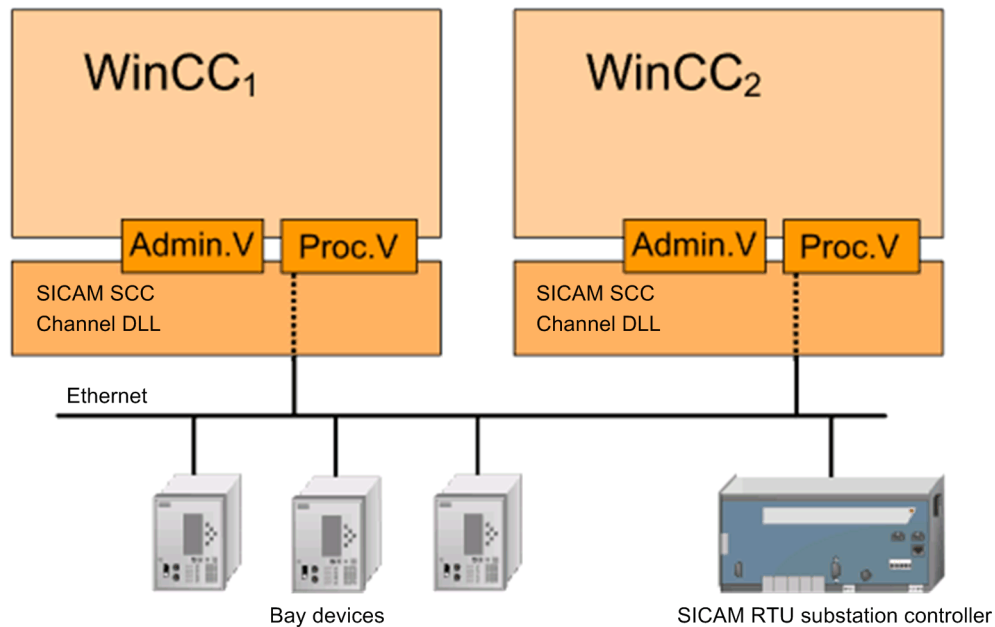 WinCC₁
WinCC₂
Admin.V
Proc.V
Admin.V
Proc.V
SICAM SCC
Channel DLL
SICAM SCC
Channel DLL
Ethernet
Bay devices
SICAM RTU substation controller